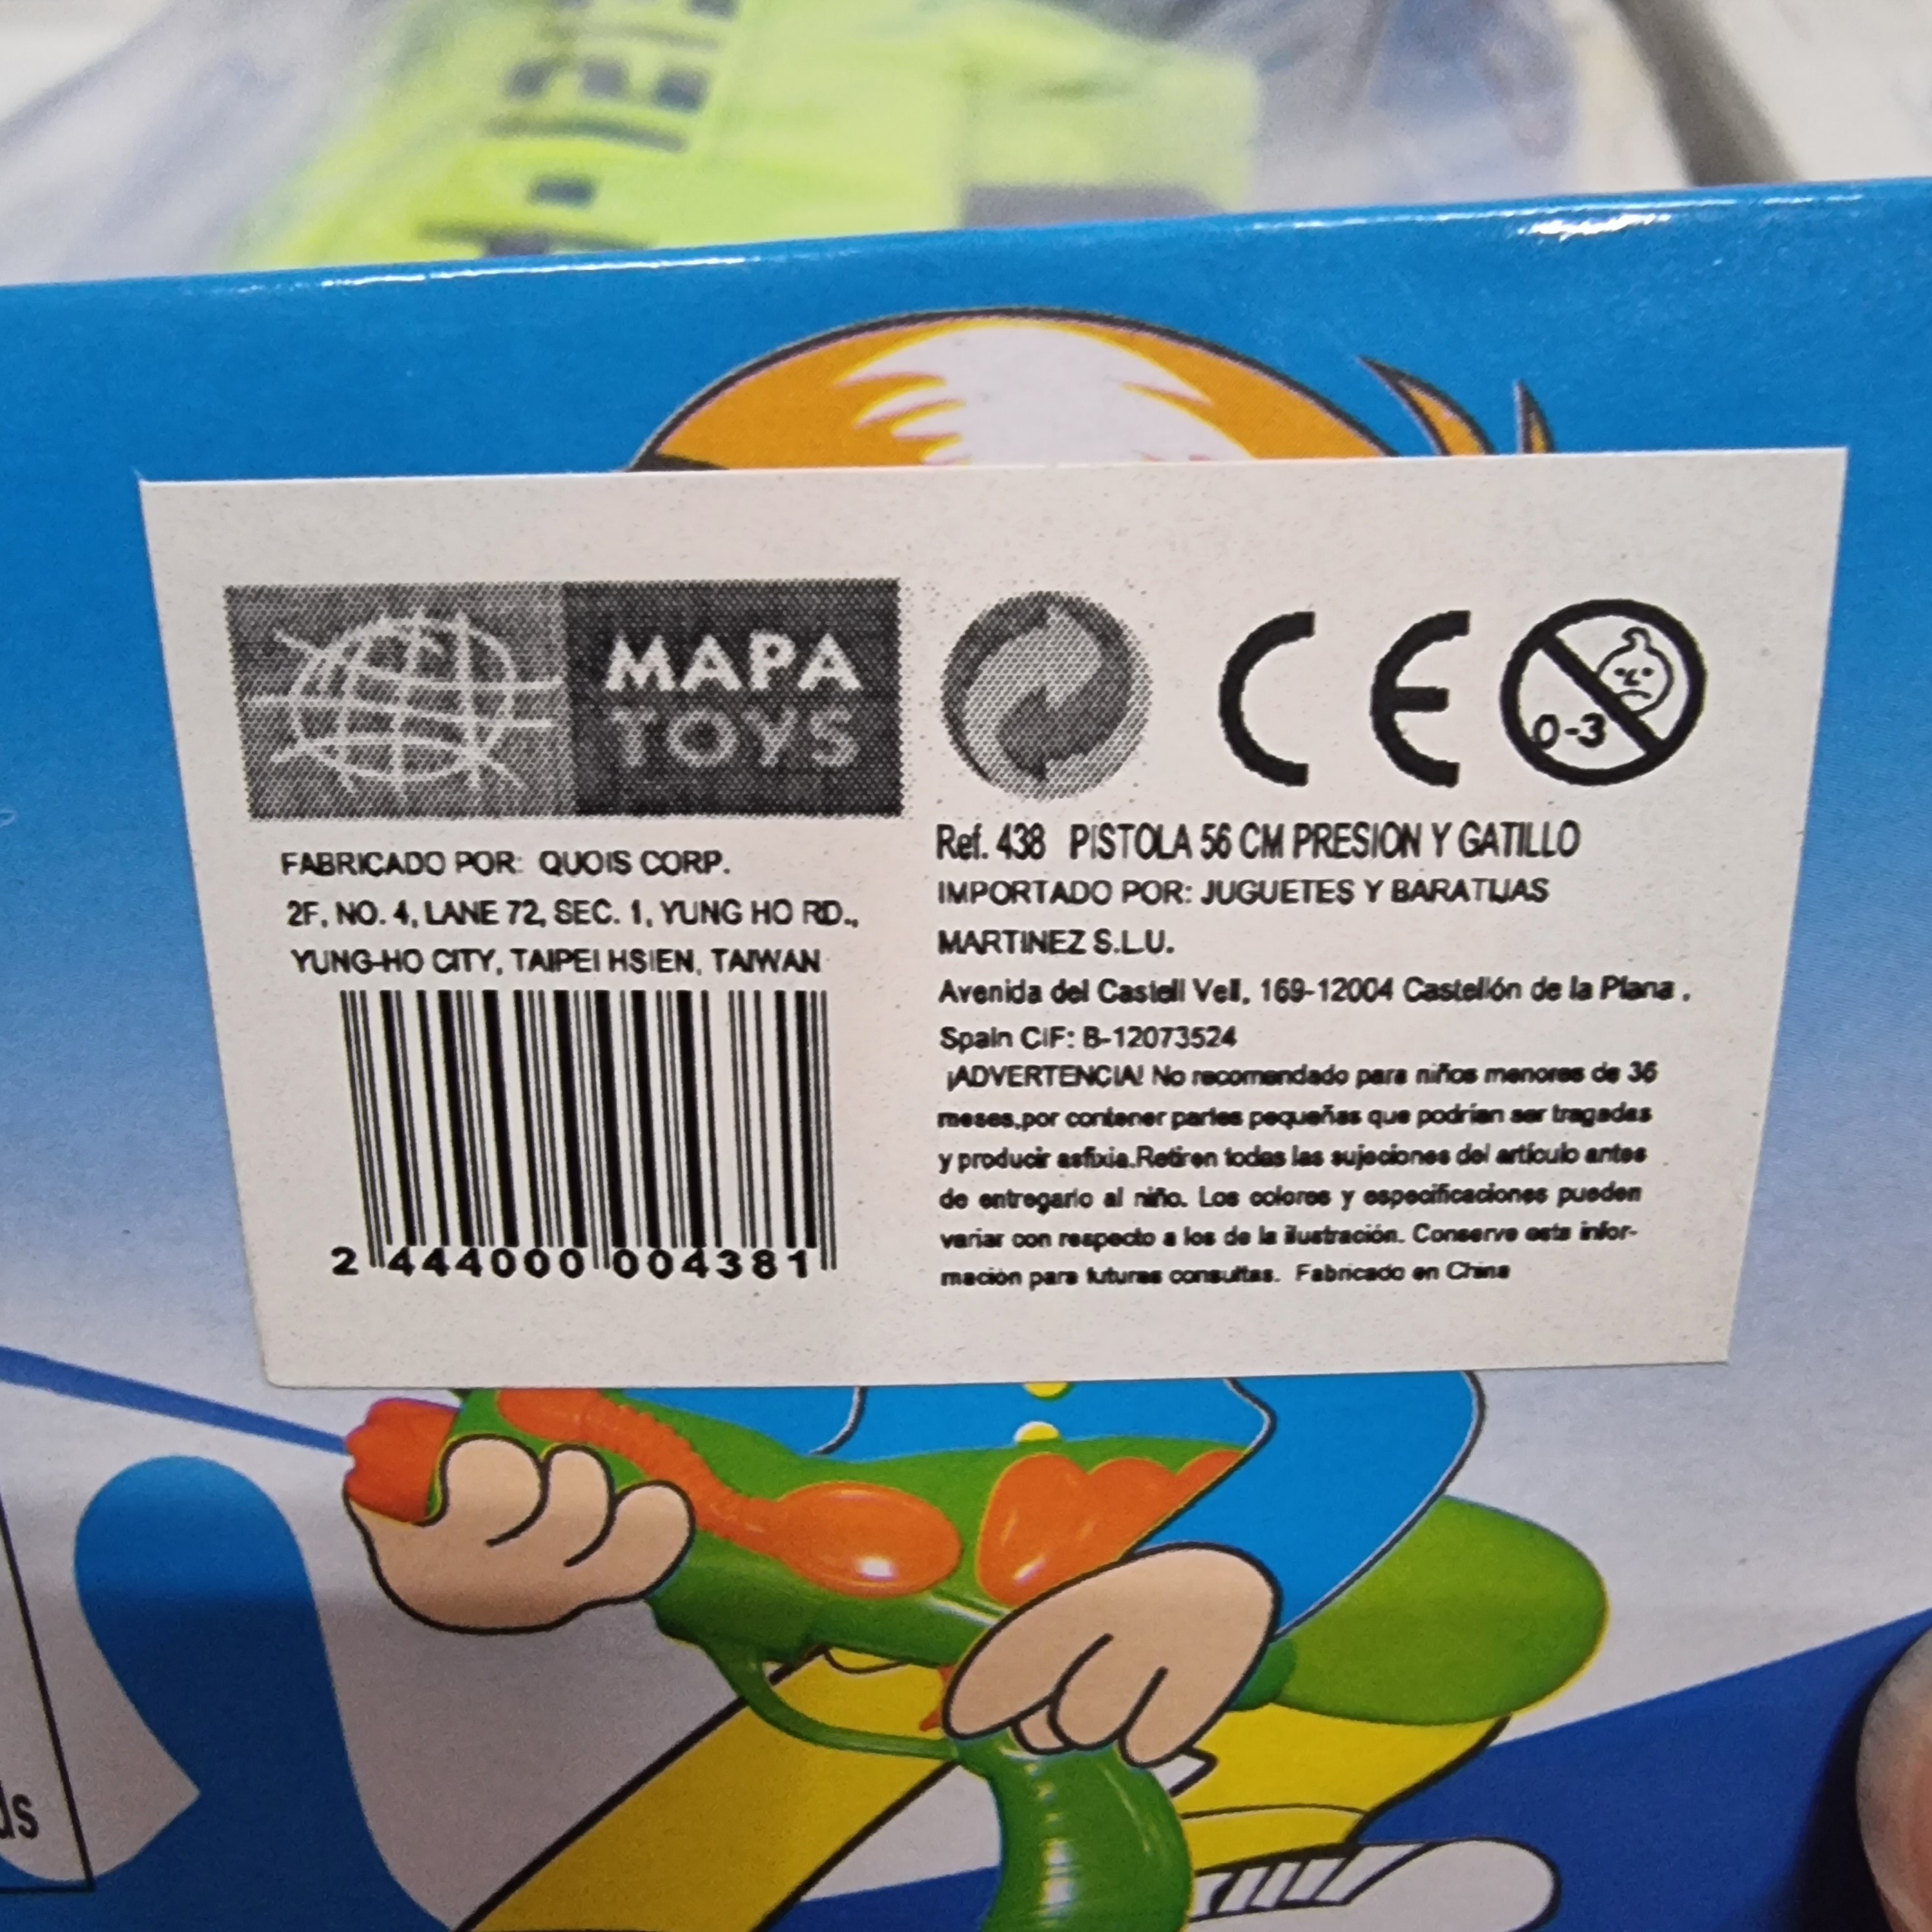 MAPA
TOYS
0-3
FABRICADO POR: QUOIS CORP.
2F, NO. 4, LANE 72, SEC. 1, YUNG HO RD.,
YUNG-HO CITY, TAIPEI HSIEN, TAIWAN
2 444000 004381
Ref. 438 PISTOLA 56 CM PRESION Y GATILLO
IMPORTADO POR: JUGUETES Y BARATIJAS
MARTINEZ S.L.U.
Avenida del Castell Vell, 169-12004 Castellón de la Plana .
Spain CIF: B-12073524
¡ADVERTENCIA! No recomendado para niños menores de 36
meses,por contener partes pequeñas que podrían ser tragadas
y producir asfixia.Retiren todas las sujeciones del artículo antes
de entregarlo al niño. Los colores y especificaciones pueden
variar con respecto a los de la ilustración. Conserve esta infor-
mación para futuras consultas. Fabricado en China